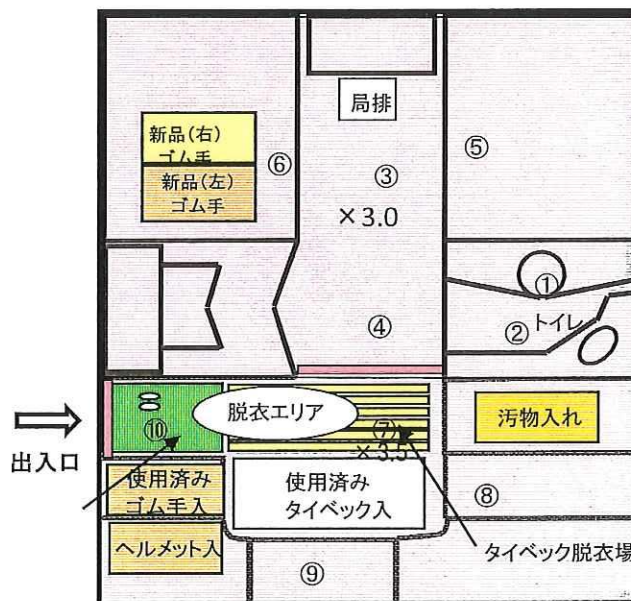 局排
新品(右)
ゴム手
新品(左)
ゴム手
⑥
③
⑤
×3.0
①
④
②
トイレ
出入口
⑩
脱衣エリア
⑦
×3.5
汚物入れ
使用済み
ゴム手入
使用済み
タイベック入
⑧
ヘルメット入
⑨
タイベック脱衣場